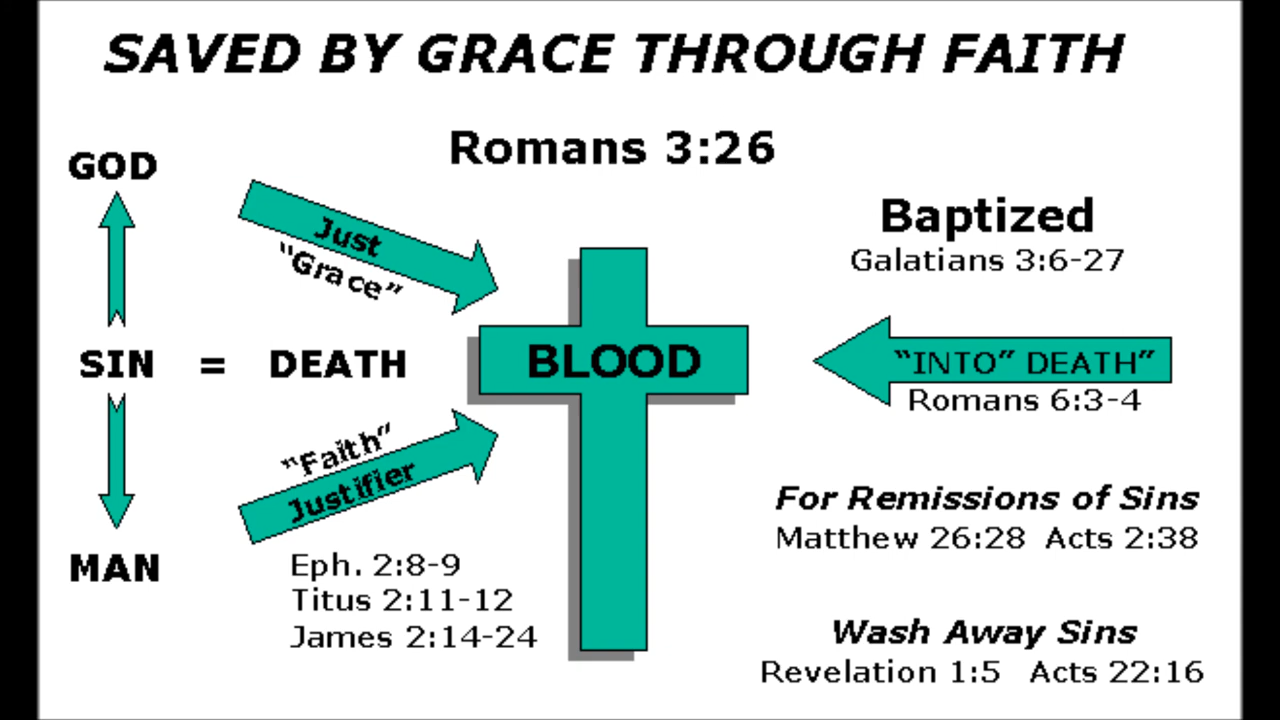 SAVED BY GRACE THROUGH FAITH
Romans 3:26
GOD
Just
“Grace”
Baptized
Galatians 3:6-27
SIN = DEATH
BLOOD
“INTO” DEATH”
Romans 6:3-4
“Faith”
Justifier
MAN
Eph. 2:8-9
Titus 2:11-12
James 2:14-24
For Remissions of Sins
Matthew 26:28 Acts 2:38
Wash Away Sins
Revelation 1:5 Acts 22:16